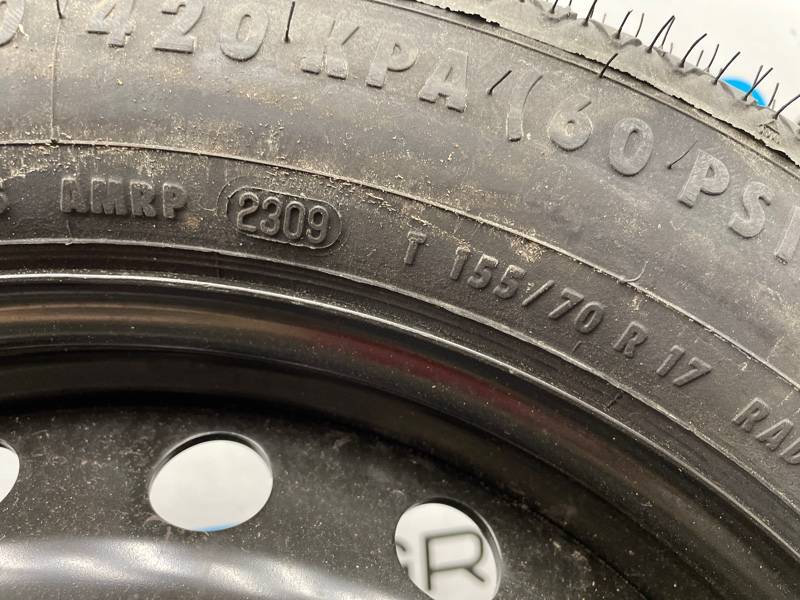 420 KPA (60 PSI
AMRP 2309 T 155/70 R 17
R